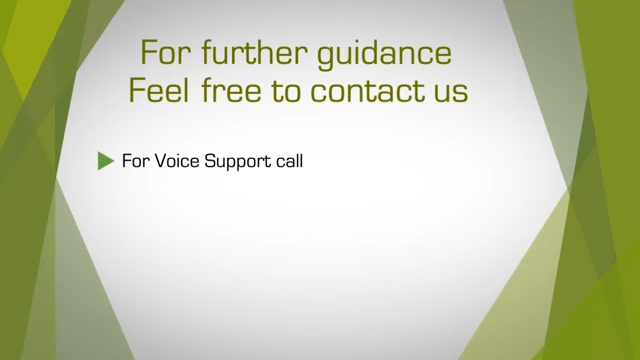 For further guidance
Feel free to contact us
For Voice Support call